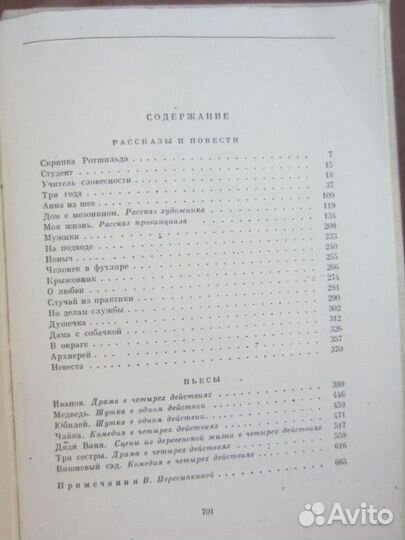 СОДЕРЖАНИЕ
РАССКАЗЫ И ПОВЕСТИ
Скрипка Ротшильда 7
Студент 15
Учитель словесности 18
Три года 37
Анна на шее 109
Дом с мезонином. Рассказ художника 119
Моя жизнь. Рассказ провинциала 134
Мужики 208
На подводе 233
Ионыч 240
Человек в футляре 255
Крыжовник 266
О любви 274
Случай из практики 281
По делам службы 290
Душечка 302
Дама с собачкой 312
В овраге 326
Архиерей 357
Невеста 370
ПЬЕСЫ
Иванов. Драма в четырех действиях 389
Медведь. Шутка в одном действии 446
Юбилей. Шутка в одном действии 459
Чайка. Комедия в четырех действиях 471
Дядя Ваня. Сцены из деревенской жизни в четырех действиях 517
Три сестры. Драма в четырех действиях 559
Вишневый сад. Комедия в четырех действиях 616
Примечания В. Пересыпкиной 665
701
Avito